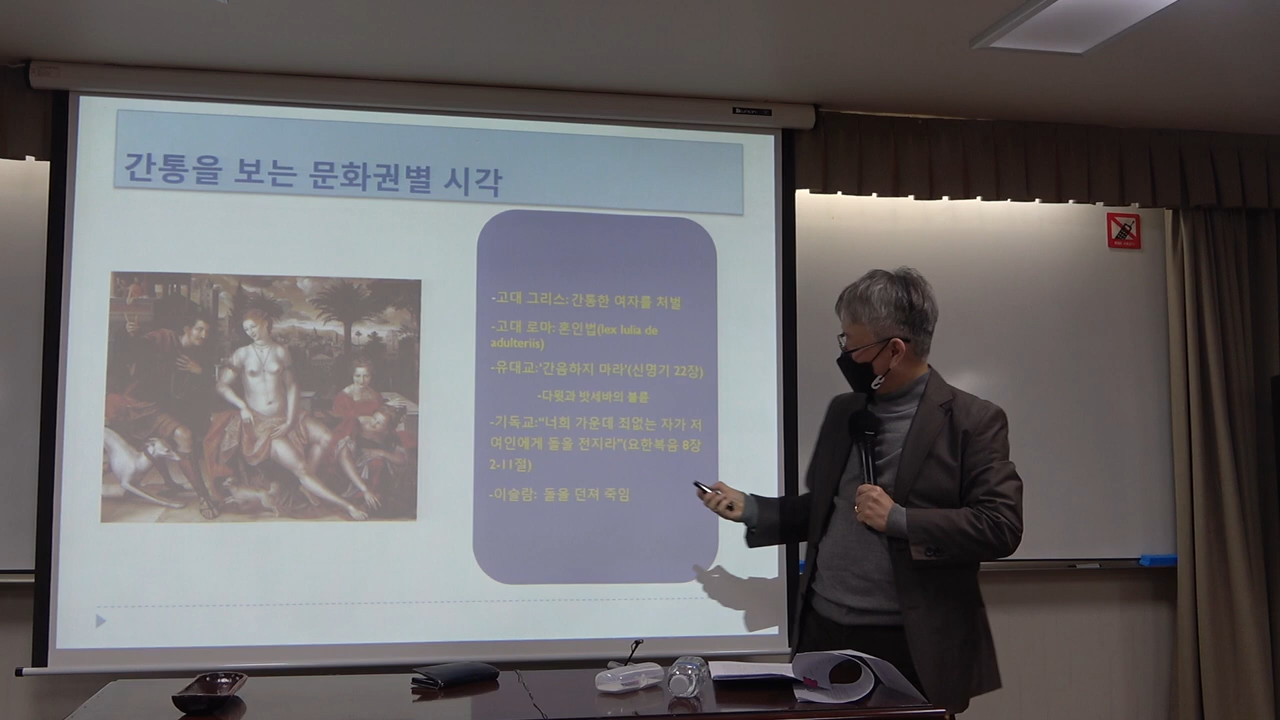 간통을 보는 문화권별 시각
-고대 그리스: 간통한 여자를 처벌
-고대 로마: 혼인법(lex Iulia de
adulteriis)
-유대교:'간음하지 마라'(신명기 22장)
-다윗과 밧세바의 불륜
-기독교:"너희 가운데 죄없는 자가 저
여인에게 돌을 전지라"(요한복음 8장
2-11절)
-이슬람: 돌을 던져 죽임